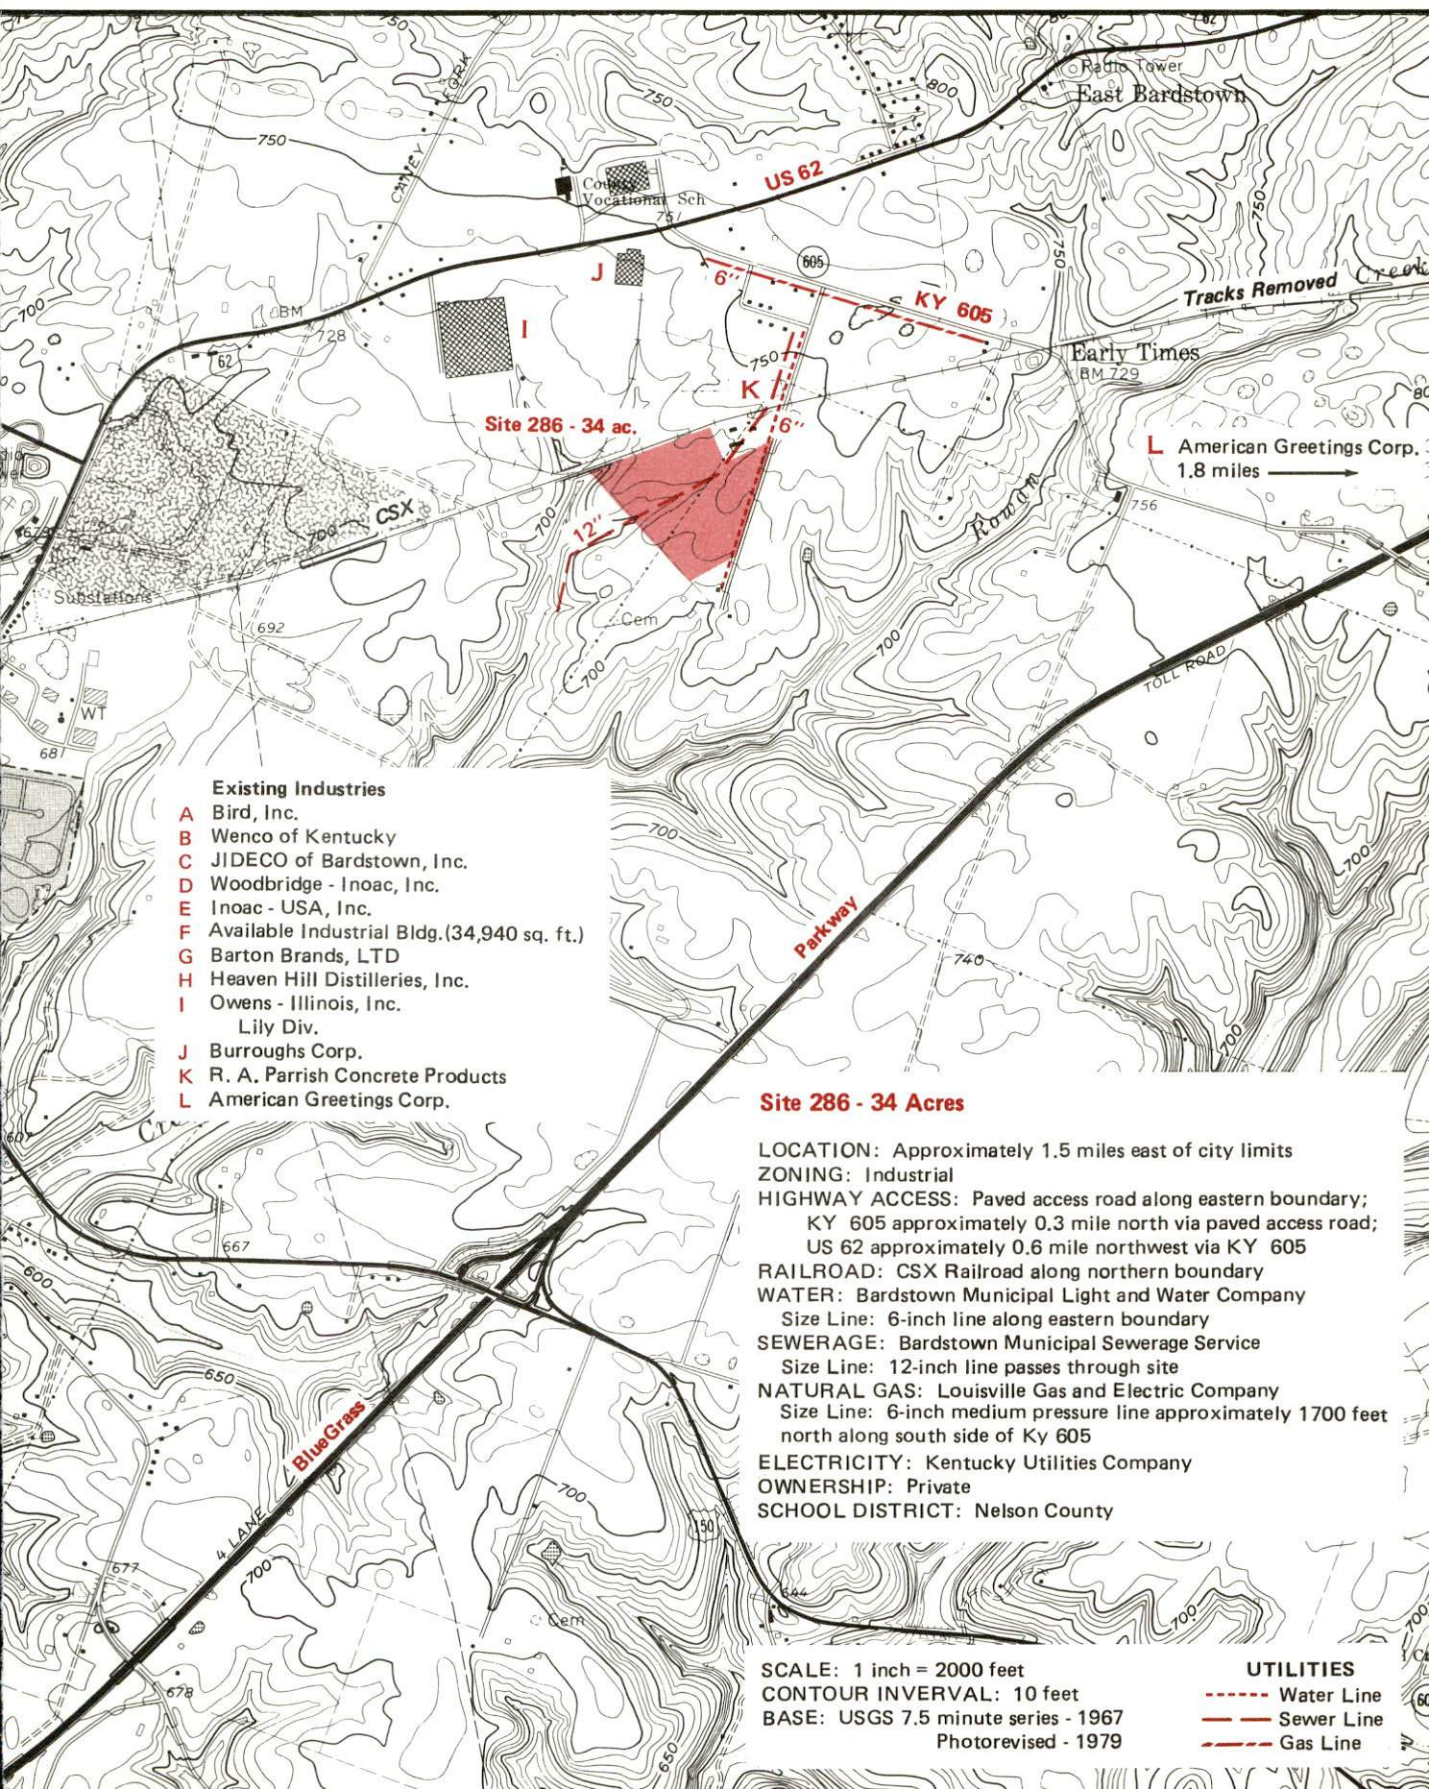 62
750
FORK
CANEY
750
750
800
Radio Tower
East Bardstown
US 62
County
Vocational Sch
751
750
750
605
J
6"
KY 605
Tracks Removed
Creek
700
BM
728
62
I
750
Early Times
BM 729
K
80
Site 286 - 34 ac.
6"
L American Greetings Corp.
1.8 miles
CSX
700
700
12"
Rowan
756
Substations
692
Cem
700
700
TOLL ROAD
WT
681
Existing Industries
A Bird, Inc.
B Wenco of Kentucky
C JIDECO of Bardstown, Inc.
D Woodbridge - Inoac, Inc.
E Inoac - USA, Inc.
F Available Industrial Bldg.(34,940 sq. ft.)
G Barton Brands, LTD
H Heaven Hill Distilleries, Inc.
I Owens - Illinois, Inc.
Lily Div.
J Burroughs Corp.
K R. A. Parrish Concrete Products
L American Greetings Corp.
700
700
Parkway
740
700
607
667
600
650
BlueGrass
4 LANE
700
700
150
677
Cem
644
700
700
678
650
Site 286 - 34 Acres
LOCATION: Approximately 1.5 miles east of city limits
ZONING: Industrial
HIGHWAY ACCESS: Paved access road along eastern boundary;
KY 605 approximately 0.3 mile north via paved access road;
US 62 approximately 0.6 mile northwest via KY 605
RAILROAD: CSX Railroad along northern boundary
WATER: Bardstown Municipal Light and Water Company
Size Line: 6-inch line along eastern boundary
SEWERAGE: Bardstown Municipal Sewerage Service
Size Line: 12-inch line passes through site
NATURAL GAS: Louisville Gas and Electric Company
Size Line: 6-inch medium pressure line approximately 1700 feet
north along south side of Ky 605
ELECTRICITY: Kentucky Utilities Company
OWNERSHIP: Private
SCHOOL DISTRICT: Nelson County
SCALE: 1 inch = 2000 feet
CONTOUR INVERVAL: 10 feet
BASE: USGS 7.5 minute series - 1967
Photorevised - 1979
UTILITIES
Water Line
Sewer Line
Gas Line